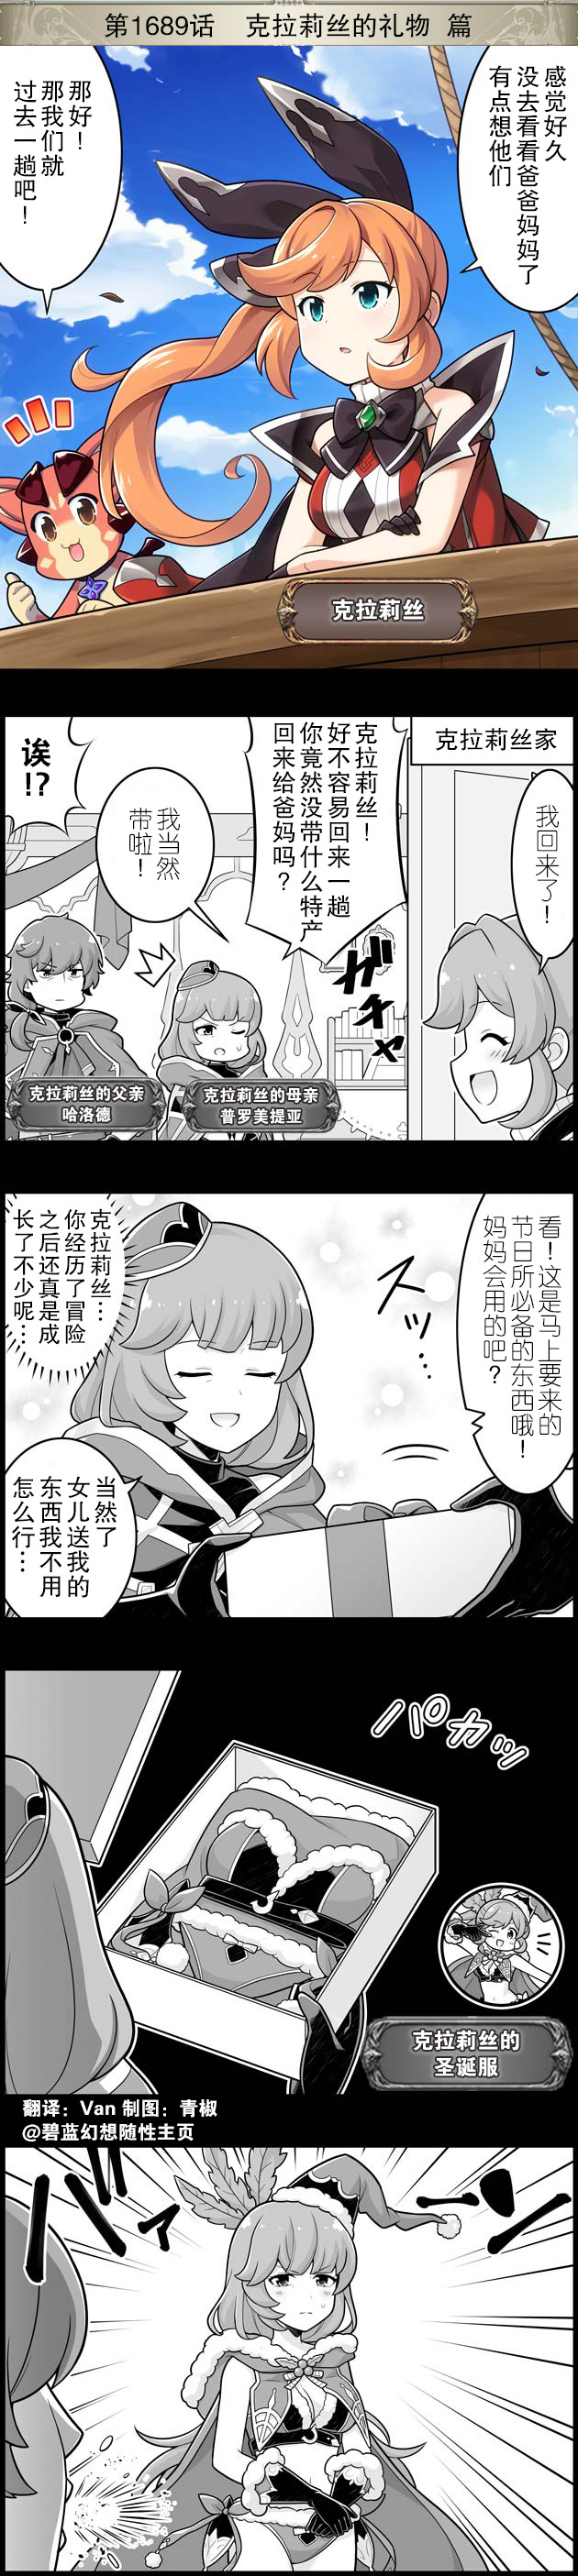 第1689话 克拉莉丝的礼物 篇
感觉好久
没去看看爸爸妈妈了
有点想他们
那好！
那我们就
过去一趟吧！
克拉莉丝
克拉莉丝家
我回来了！
克拉莉丝！
好不容易回来一趟
你竟然没带什么特产
回来给爸妈吗？
ガチャ
我当然
带啦！
诶!?
克拉莉丝的父亲
哈洛德
克拉莉丝的母亲
普罗美提亚
看！这是马上要来的
节日所必备的东西哦！
妈妈会用的吧？
スッ…
克拉莉丝…
你经历了冒险
之后还真是成
长了不少呢…
当然了
女儿送我的
东西我不用
怎么行…
パカッ
克拉莉丝的
圣诞服
翻译：Van 制图：青椒
@碧蓝幻想随性主页
バーン